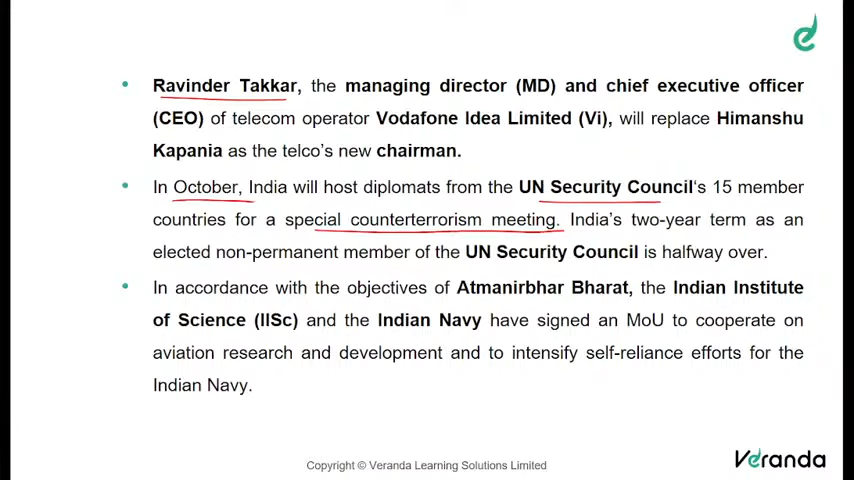 • Ravinder Takkar, the managing director (MD) and chief executive officer
(CEO) of telecom operator Vodafone Idea Limited (Vi), will replace Himanshu
Kapania as the telco's new chairman.
• In October, India will host diplomats from the UN Security Council's 15 member
countries for a special counterterrorism meeting. India's two-year term as an
elected non-permanent member of the UN Security Council is halfway over.
• In accordance with the objectives of Atmanirbhar Bharat, the Indian Institute
of Science (IISc) and the Indian Navy have signed an MoU to cooperate on
aviation research and development and to intensify self-reliance efforts for the
Indian Navy.
Copyright © Veranda Learning Solutions Limited
Veranda